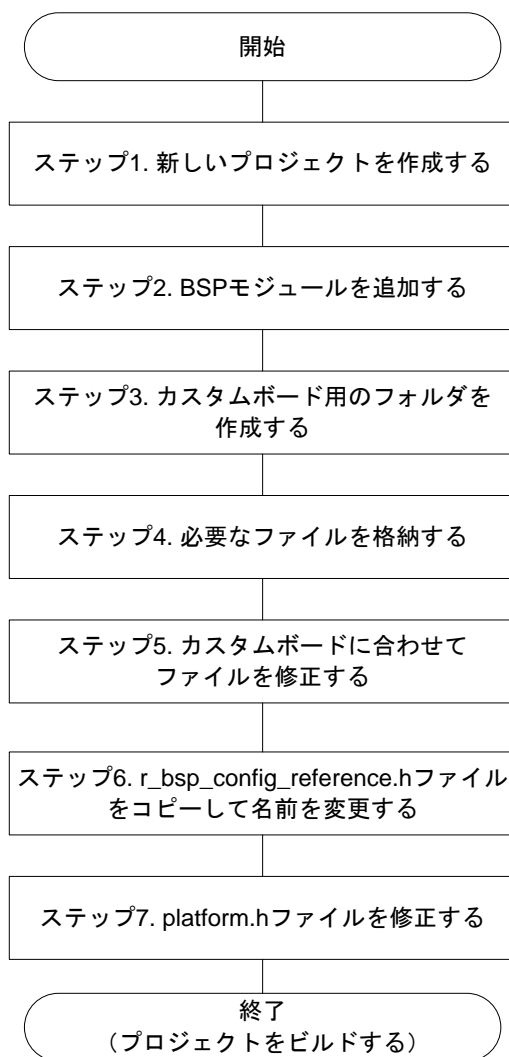 開始
ステップ1. 新しいプロジェクトを作成する
ステップ2. BSPモジュールを追加する
ステップ3. カスタムボード用のフォルダを
作成する
ステップ4. 必要なファイルを格納する
ステップ5. カスタムボードに合わせて
ファイルを修正する
ステップ6. r_bsp_config_reference.hファイル
をコピーして名前を変更する
ステップ7. platform.hファイルを修正する
終了
（プロジェクトをビルドする）